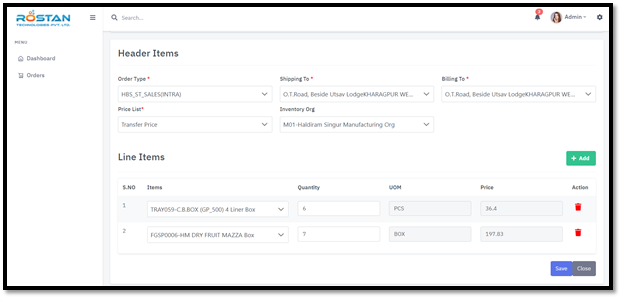 ROSTAN
TECHNOLOGIES PVT. LTD.
Search...
Admin
MENU
Dashboard
Orders
Header Items
Order Type *
Shipping To *
Billing To *
HBS_ST_SALES(INTRA)
O.T.Road, Beside Utsav LodgeKHARAGPUR WE...
O.T.Road, Beside Utsav LodgeKHARAGPUR WE...
Price List*
Inventory Org
Transfer Price
M01-Haldiram Singur Manufacturing Org
Line Items
+ Add
S.NO Items Quantity UOM Price Action
1 TRAY059-C.B.BOX (GP_500) 4 Liner Box 6 PCS 36.4
2 FGSP0006-HM DRY FRUIT MAZZA Box 7 BOX 197.83
Save Close